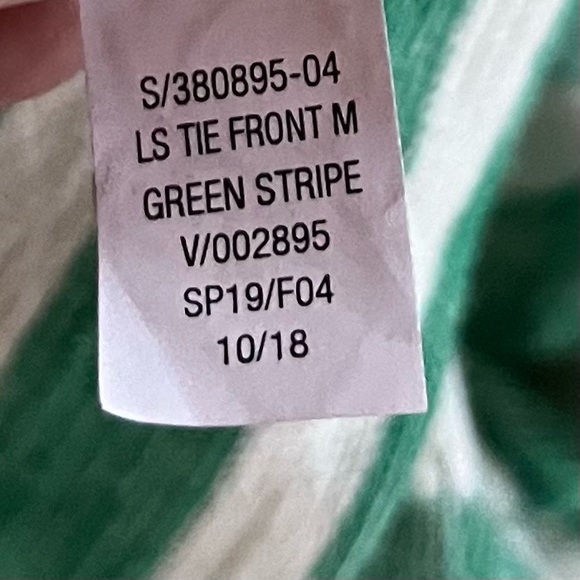 S/380895-04
LS TIE FRONT M
GREEN STRIPE
V/002895
SP19/F04
10/18